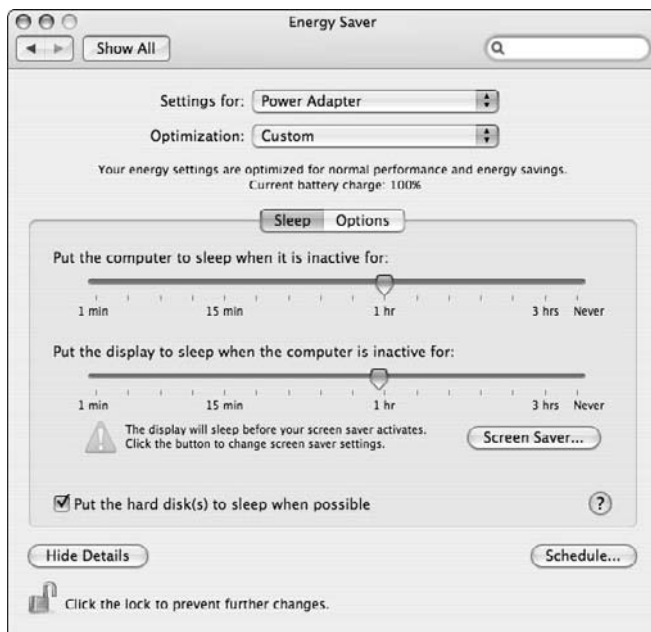 Energy Saver
Show All
Settings for: Power Adapter
Optimization: Custom
Your energy settings are optimized for normal performance and energy savings.
Current battery charge: 100%
Sleep Options
Put the computer to sleep when it is inactive for:
1 min 15 min 1 hr 3 hrs Never
Put the display to sleep when the computer is inactive for:
1 min 15 min 1 hr 3 hrs Never
The display will sleep before your screen saver activates.
Click the button to change screen saver settings.
Screen Saver...
Put the hard disk(s) to sleep when possible
?
Hide Details
Schedule...
Click the lock to prevent further changes.